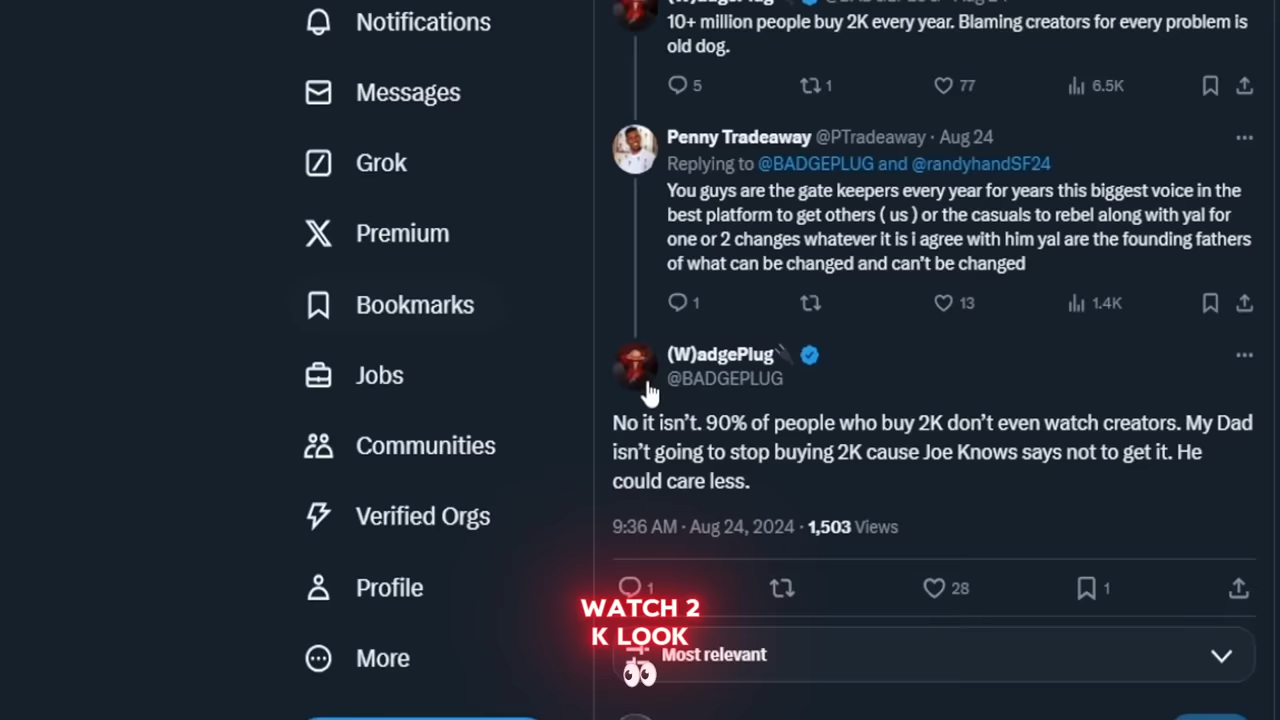 Notifications
Messages
Grok
Premium
Bookmarks
Jobs
Communities
Verified Orgs
Profile
More
10+ million people buy 2K every year. Blaming creators for every problem is
old dog.
5
1
77
6.5K
Penny Tradeaway @PTradeaway · Aug 24
Replying to @BADGEPLUG and @randyhandSF24
You guys are the gate keepers every year for years this biggest voice in the
best platform to get others ( us ) or the casuals to rebel along with yal for
one or 2 changes whatever it is i agree with him yal are the founding fathers
of what can be changed and can't be changed
1
13
1.4K
(W)adgePlug
@BADGEPLUG
No it isn't. 90% of people who buy 2K don't even watch creators. My Dad
isn't going to stop buying 2K cause Joe Knows says not to get it. He
could care less.
9:36 AM · Aug 24, 2024 · 1,503 Views
1
28
1
WATCH 2
K LOOK
Most relevant